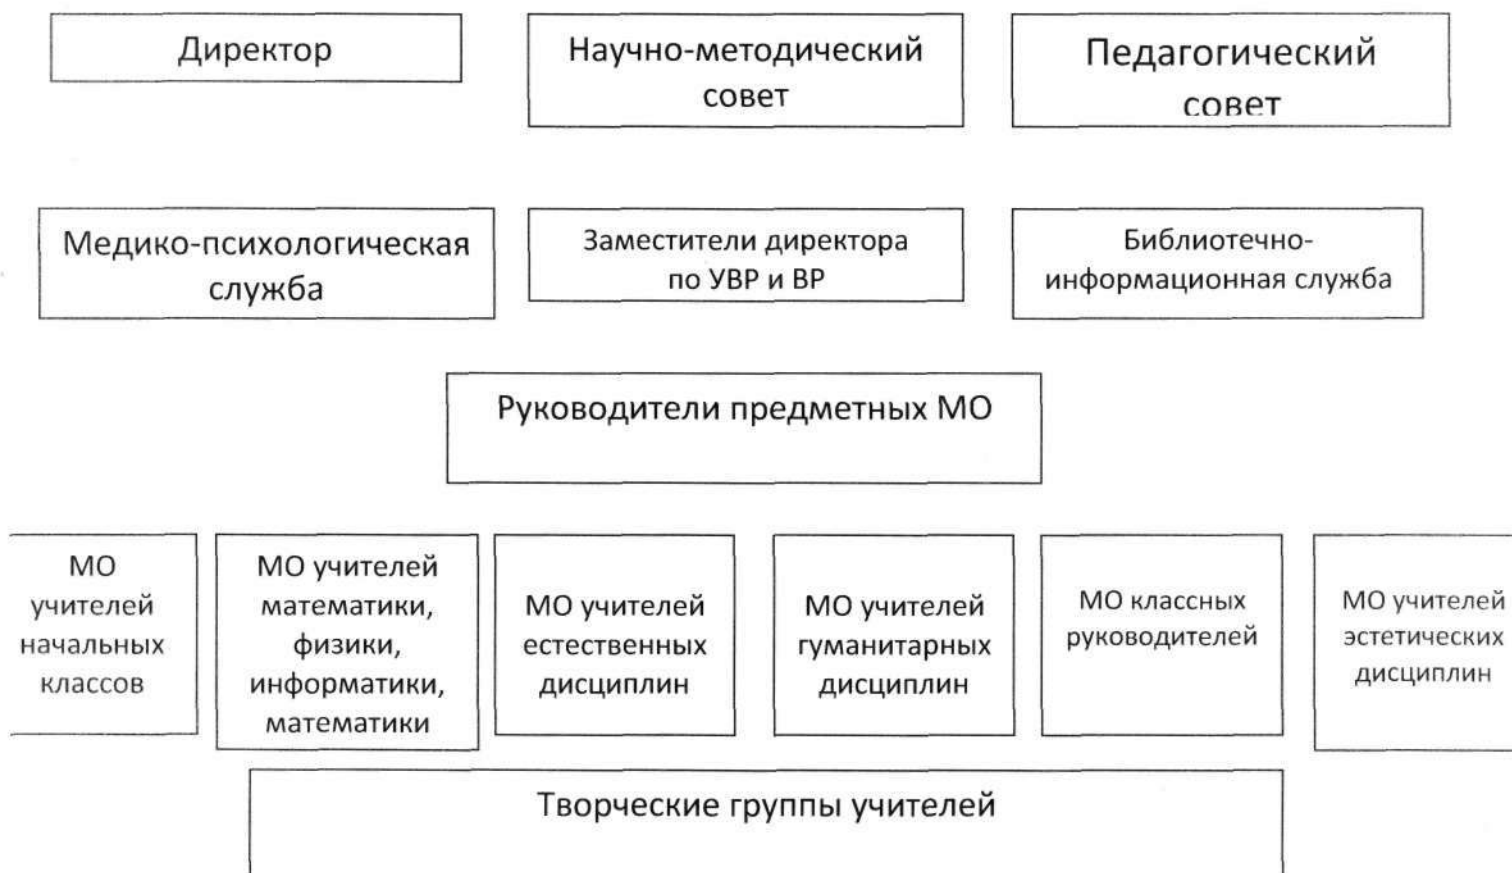 Директор
Научно-методический
совет
Педагогический
совет
Медико-психологическая
служба
Заместители директора
по УВР и ВР
Библиотечно-
информационная служба
Руководители предметных МО
МО
учителей
начальных
классов
МО учителей
математики,
физики,
информатики,
математики
МО учителей
естественных
дисциплин
МО учителей
гуманитарных
дисциплин
МО классных
руководителей
МО учителей
эстетических
дисциплин
Творческие группы учителей